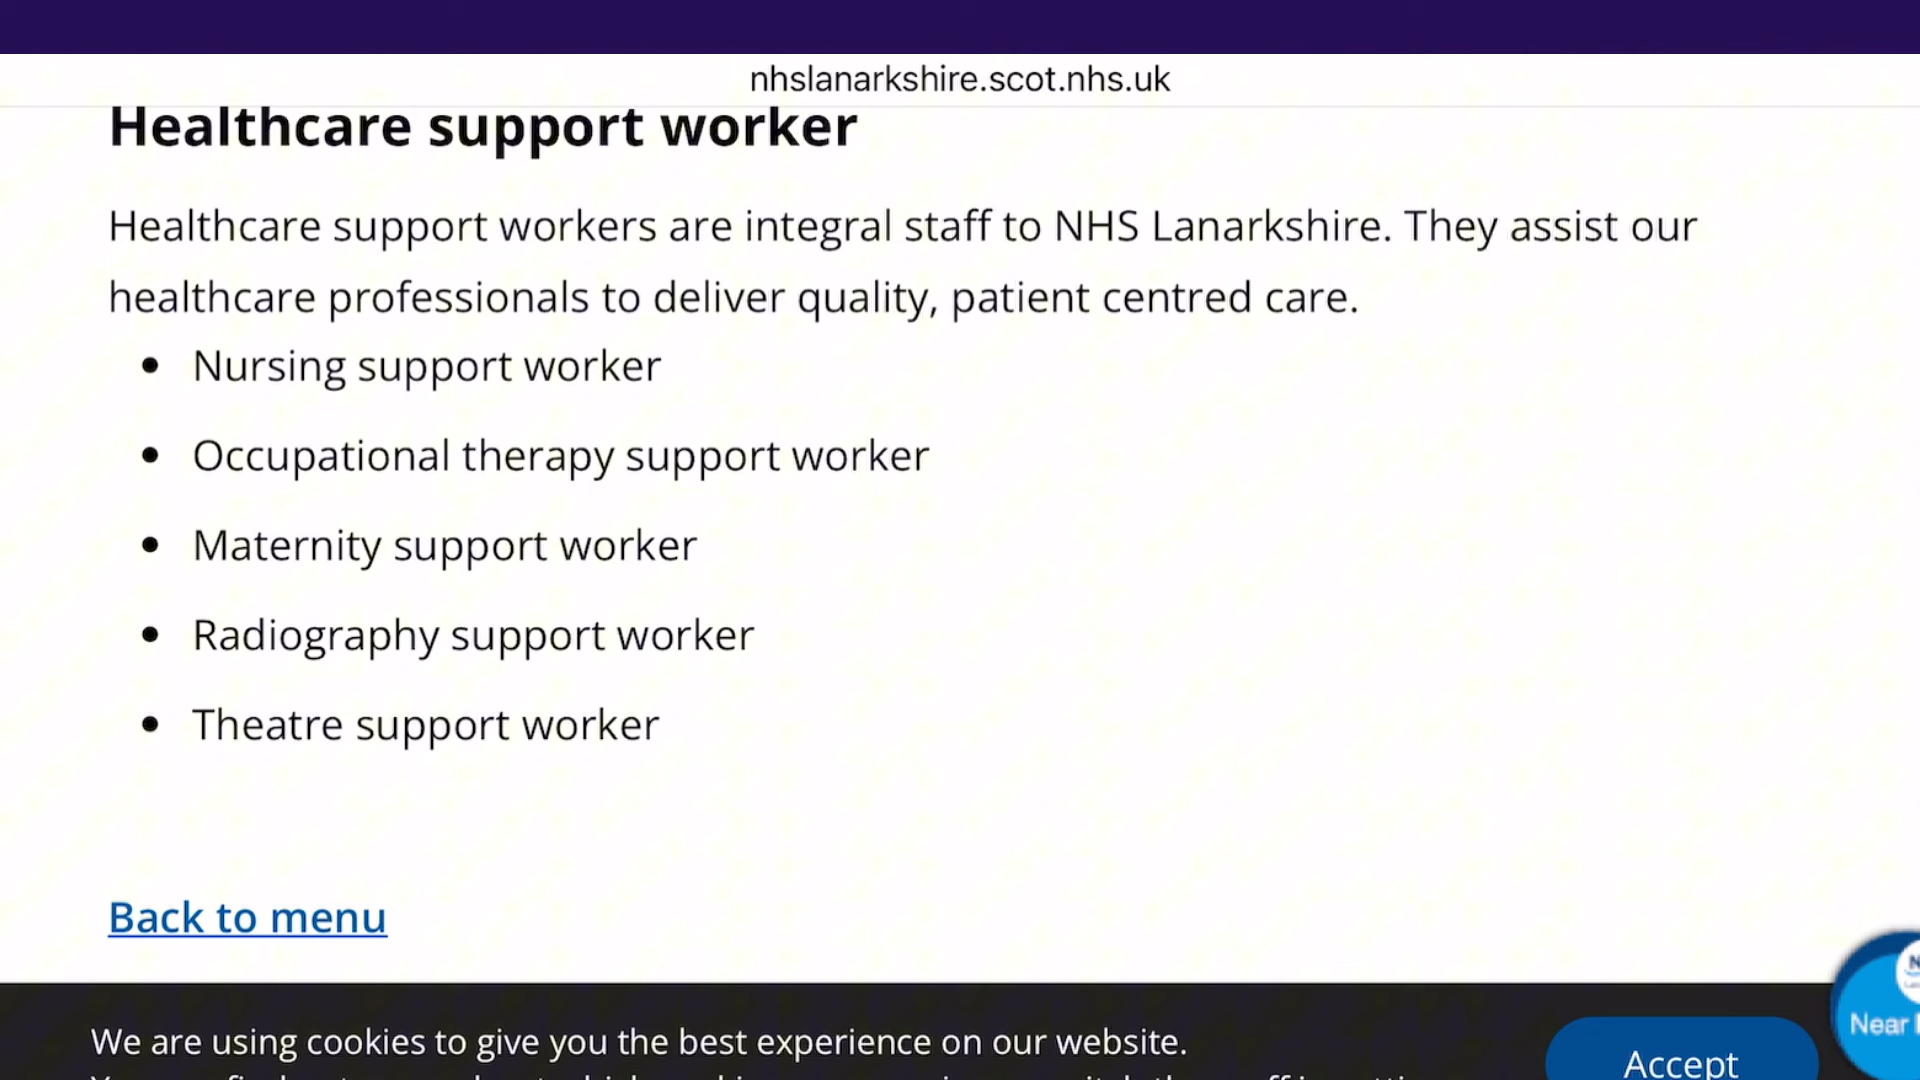 nhslanarkshire.scot.nhs.uk
Healthcare support worker
Healthcare support workers are integral staff to NHS Lanarkshire. They assist our
healthcare professionals to deliver quality, patient centred care.
• Nursing support worker
• Occupational therapy support worker
• Maternity support worker
• Radiography support worker
• Theatre support worker
Back to menu
Near
We are using cookies to give you the best experience on our website.
Accept